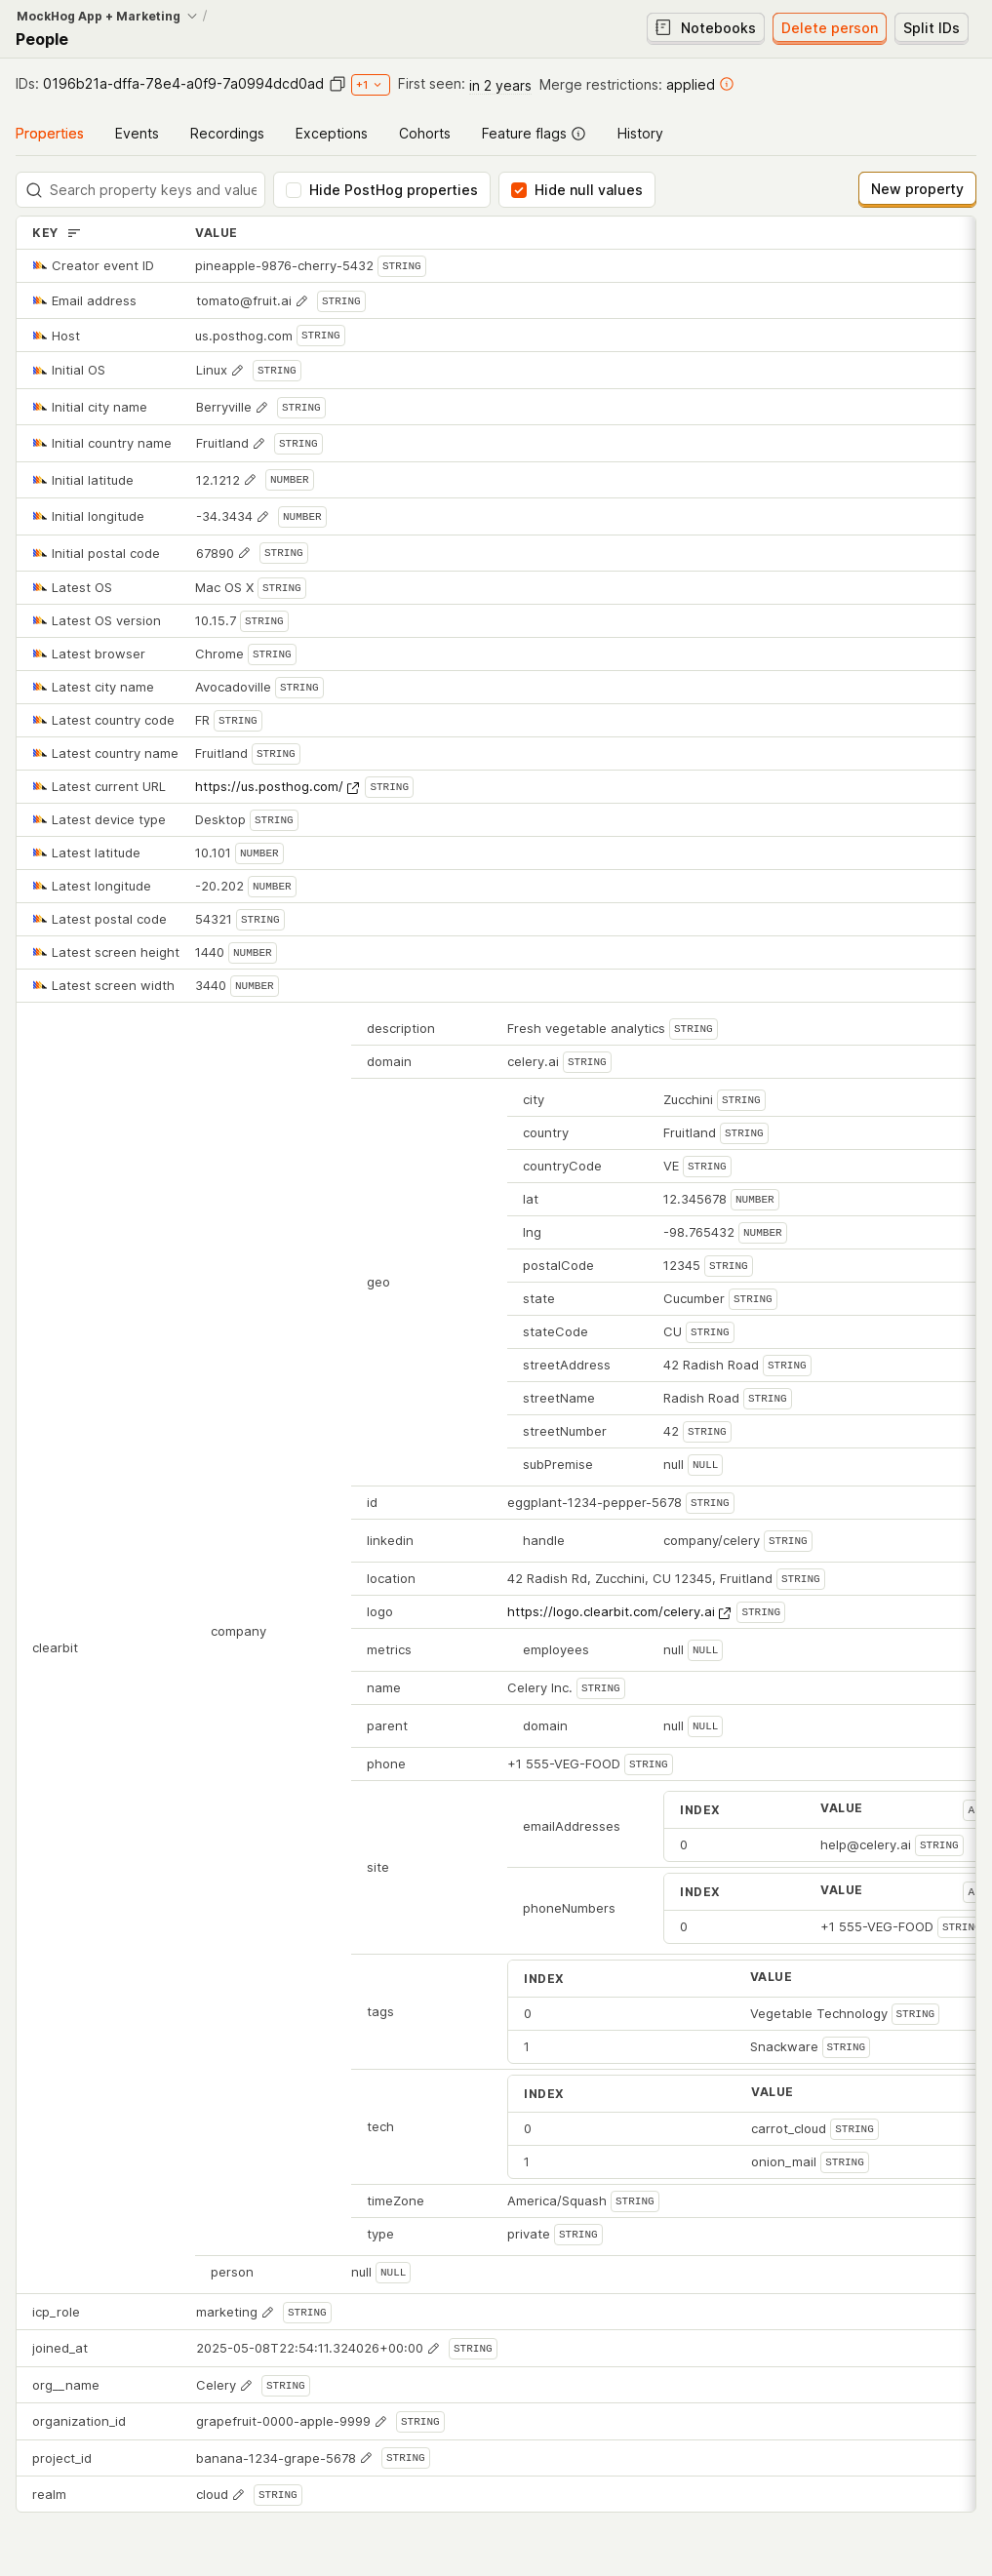 MockHog App + Marketing /
People
Notebooks
Delete person
Split IDs
IDs: 0196b21a-dffa-78e4-a0f9-7a0994dcd0ad +1 First seen: in 2 years Merge restrictions: applied
Properties Events Recordings Exceptions Cohorts Feature flags History
Search property keys and value
Hide PostHog properties
Hide null values
New property
KEY VALUE
Creator event ID pineapple-9876-cherry-5432 STRING
Email address tomato@fruit.ai STRING
Host us.posthog.com STRING
Initial OS Linux STRING
Initial city name Berryville STRING
Initial country name Fruitland STRING
Initial latitude 12.1212 NUMBER
Initial longitude -34.3434 NUMBER
Initial postal code 67890 STRING
Latest OS Mac OS X STRING
Latest OS version 10.15.7 STRING
Latest browser Chrome STRING
Latest city name Avocadoville STRING
Latest country code FR STRING
Latest country name Fruitland STRING
Latest current URL https://us.posthog.com/ STRING
Latest device type Desktop STRING
Latest latitude 10.101 NUMBER
Latest longitude -20.202 NUMBER
Latest postal code 54321 STRING
Latest screen height 1440 NUMBER
Latest screen width 3440 NUMBER
clearbit
company
description Fresh vegetable analytics STRING
domain celery.ai STRING
geo
city Zucchini STRING
country Fruitland STRING
countryCode VE STRING
lat 12.345678 NUMBER
lng -98.765432 NUMBER
postalCode 12345 STRING
state Cucumber STRING
stateCode CU STRING
streetAddress 42 Radish Road STRING
streetName Radish Road STRING
streetNumber 42 STRING
subPremise null NULL
id eggplant-1234-pepper-5678 STRING
linkedin handle company/celery STRING
location 42 Radish Rd, Zucchini, CU 12345, Fruitland STRING
logo https://logo.clearbit.com/celery.ai STRING
metrics employees null NULL
name Celery Inc. STRING
parent domain null NULL
phone +1 555-VEG-FOOD STRING
site
emailAddresses
INDEX VALUE A
0 help@celery.ai STRING
phoneNumbers
INDEX VALUE A
0 +1 555-VEG-FOOD STRING
tags
INDEX VALUE
0 Vegetable Technology STRING
1 Snackware STRING
tech
INDEX VALUE
0 carrot_cloud STRING
1 onion_mail STRING
timeZone America/Squash STRING
type private STRING
person null NULL
icp_role marketing STRING
joined_at 2025-05-08T22:54:11.324026+00:00 STRING
org__name Celery STRING
organization_id grapefruit-0000-apple-9999 STRING
project_id banana-1234-grape-5678 STRING
realm cloud STRING